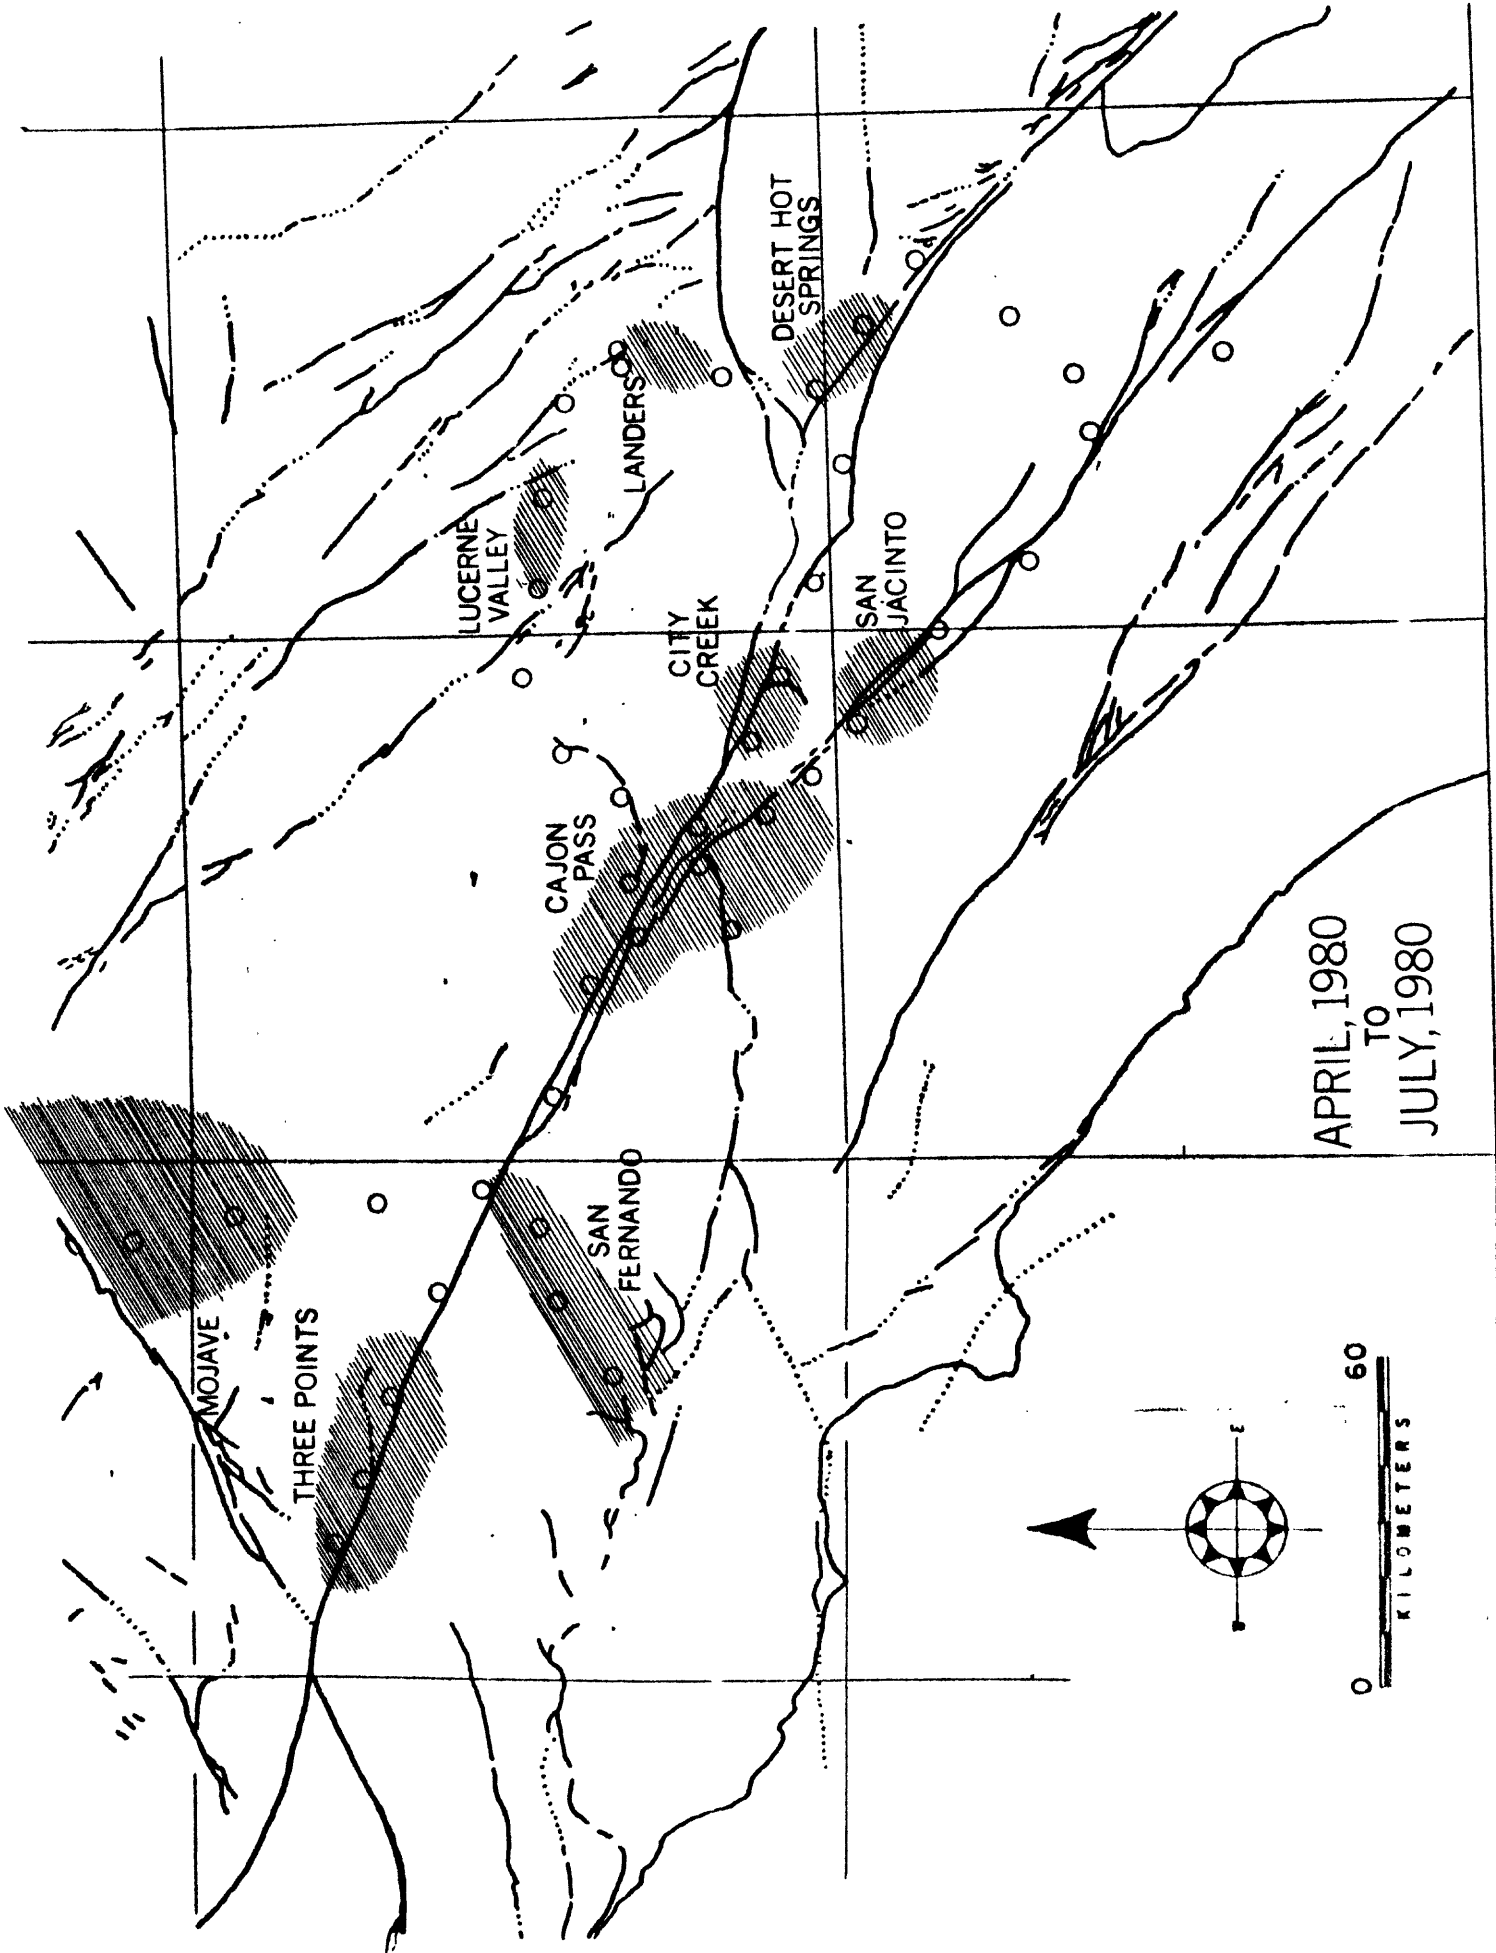 MOJAVE
THREE POINTS
SAN
FERNANDO
CAJON
PASS
LUCERNE
VALLEY
CITY
CREEK
LANDERS
SAN
JACINTO
DESERT HOT
SPRINGS
APRIL, 1980
TO
JULY, 1980
E
0
60
KILOMETERS